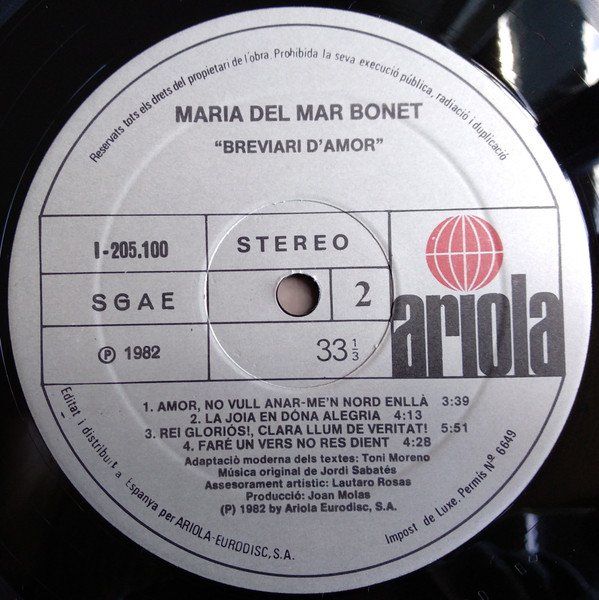 Reservats tots els drets del propietari de l'obra. Prohibida la seva execució pública, radiació i duplicació
MARIA DEL MAR BONET
"BREVIARI D'AMOR"
I-205.100
STEREO
SGAE
2
ariola
℗ 1982
33 1/3
1. AMOR, NO VULL ANAR-ME'N NORD ENLLÀ 3:39
2. LA JOIA EN DÓNA ALEGRIA 4:13
3. REI GLORIÓS!, CLARA LLUM DE VERITAT! 5:51
4. FARÉ UN VERS NO RES DIENT 4:28
Adaptació moderna dels textes: Toni Moreno
Música original de Jordi Sabatés
Assesorament artístic: Lautaro Rosas
Producció: Joan Molas
(P) 1982 by Ariola Eurodisc, S.A.
Editat i distribuït a Espanya per ARIOLA-EURODISC, S.A.
Impost de Luxe. Permís Nº 6649